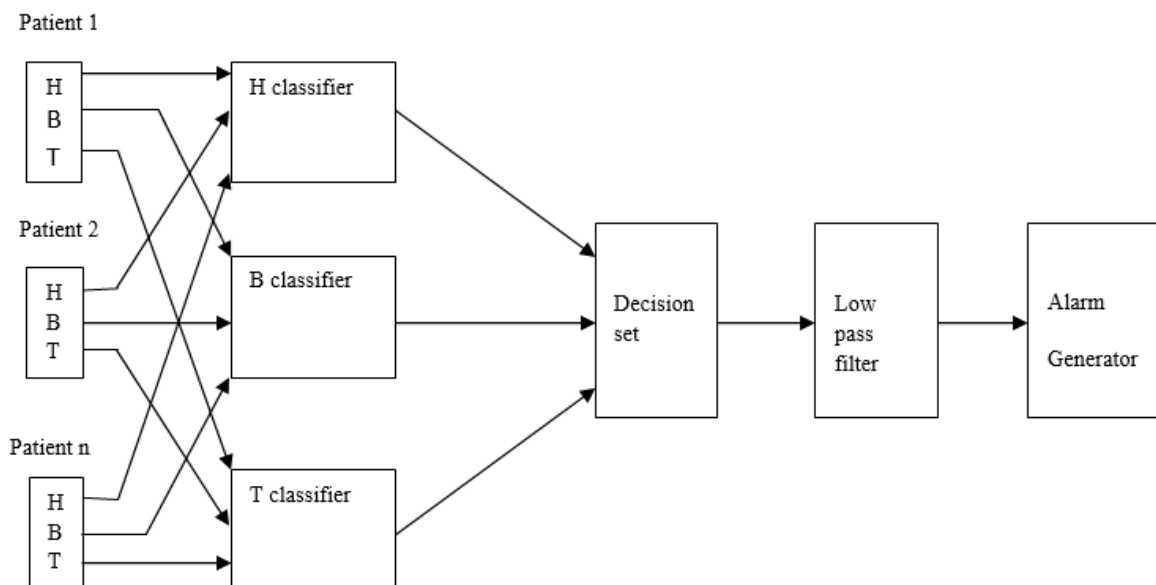 Patient 1
H
B
T
Patient 2
H
B
T
Patient n
H
B
T
H classifier
B classifier
T classifier
Decision
set
Low
pass
filter
Alarm
Generator